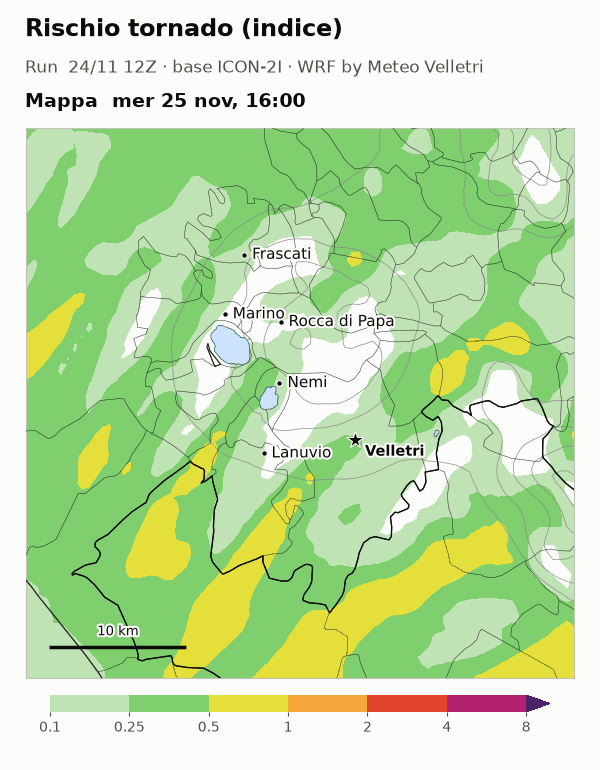 Rischio tornado (indice)
Run  24/11 12Z · base ICON-2I · WRF by Meteo Velletri
Mappa  mer 25 nov, 16:00
Frascati
Marino
Rocca di Papa
Nemi
Lanuvio
Velletri
10 km
0.1 0.25 0.5 1 2 4 8